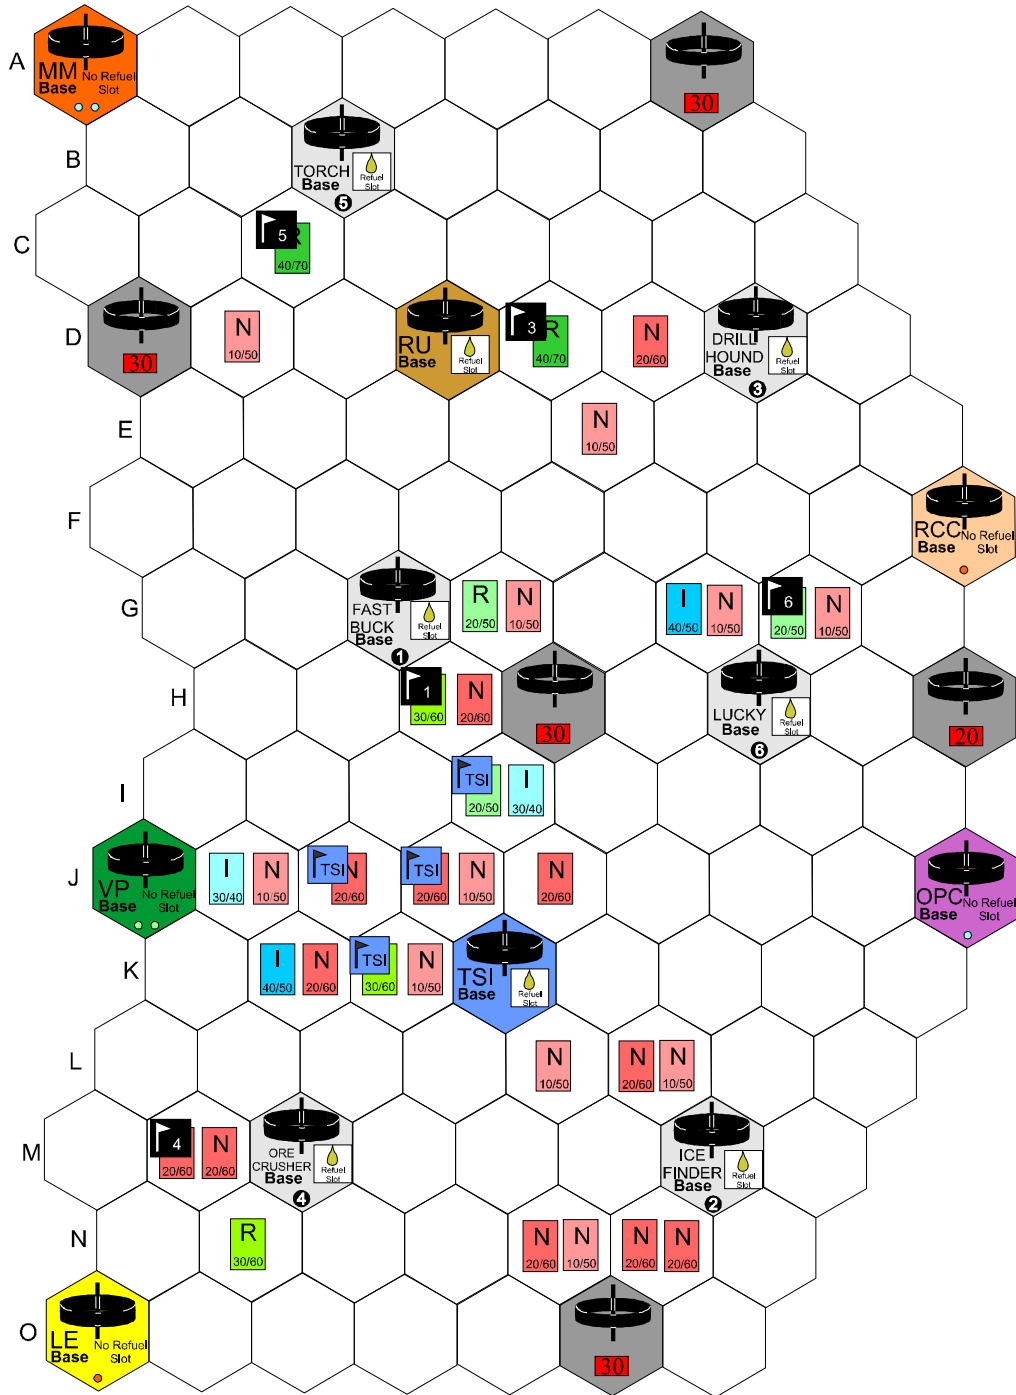 A
MM
Base
No Refuel
Slot
30
B
TORCH
Base
Refuel
Slot
5
C
5
R
40/70
D
30
N
10/50
RU
Base
Refuel
Slot
3
R
40/70
N
20/60
DRILL
HOUND
Base
Refuel
Slot
3
E
N
10/50
F
RCC
Base
No Refuel
Slot
G
FAST
BUCK
Base
Refuel
Slot
1
R
20/50
N
10/50
I
40/50
N
10/50
6
20/50
N
10/50
H
1
30/60
N
20/60
30
LUCKY
Base
Refuel
Slot
6
20
I
TSI
20/50
I
30/40
J
VP
Base
No Refuel
Slot
I
30/40
N
10/50
TSI
N
20/60
TSI
20/60
N
10/50
N
20/60
OPC
Base
No Refuel
Slot
K
I
40/50
N
20/60
TSI
30/60
N
10/50
TSI
Base
Refuel
Slot
L
N
10/50
N
20/60
N
10/50
M
4
20/60
N
20/60
ORE
CRUSHER
Base
Refuel
Slot
4
ICE
FINDER
Base
Refuel
Slot
2
N
R
30/60
N
20/60
N
10/50
N
20/60
N
20/60
O
LE
Base
No Refuel
Slot
30